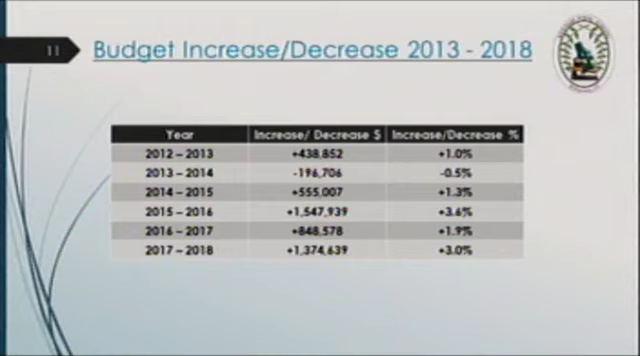 11
Budget Increase/Decrease 2013 - 2018
Year Increase/ Decrease $ Increase/Decrease %
2012 – 2013 +438,852 +1.0%
2013 – 2014 -196,706 -0.5%
2014 – 2015 +555,007 +1.3%
2015 – 2016 +1,547,939 +3.6%
2016 – 2017 +848,578 +1.9%
2017 – 2018 +1,374,639 +3.0%